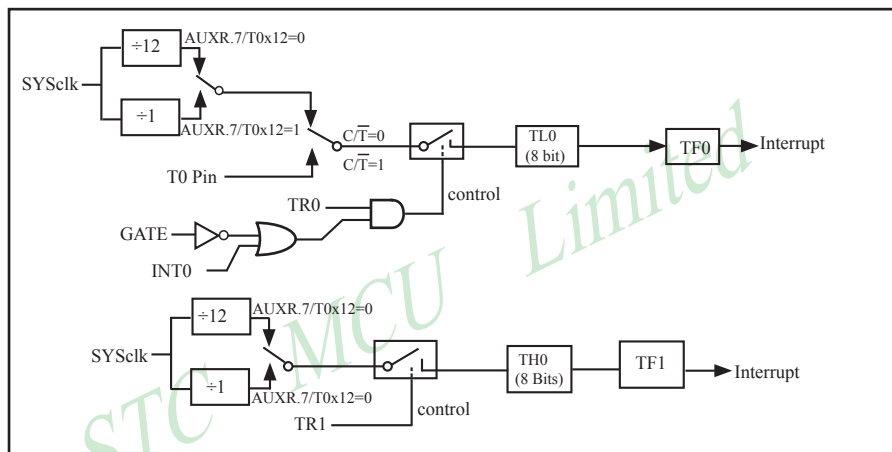 ÷12
AUXR.7/T0x12=0
SYSclk
÷1
AUXR.7/T0x12=1
C/T̅=0
C/T̅=1
TL0
(8 bit)
TF0
Interrupt
T0 Pin
control
TR0
GATE
INT0
÷12
AUXR.7/T0x12=0
SYSclk
÷1
AUXR.7/T0x12=0
TH0
(8 Bits)
TF1
Interrupt
control
TR1
STC MCU Limited